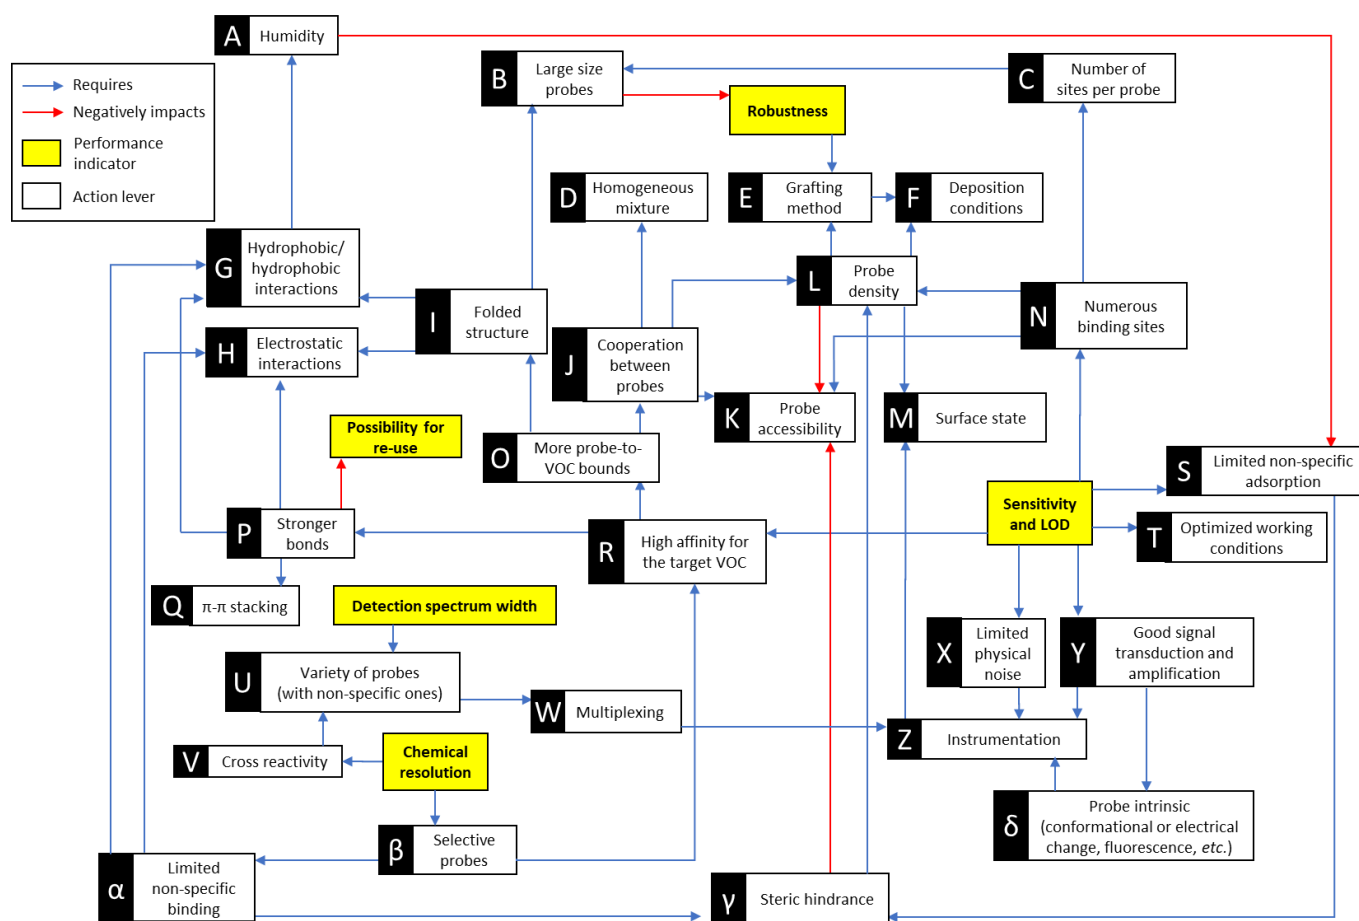 A
Humidity
Requires
Negatively impacts
Performance
indicator
Action lever
B
Large size
probes
C
Number of
sites per probe
Robustness
D
Homogeneous
mixture
E
Grafting
method
F
Deposition
conditions
G
Hydrophobic/
hydrophobic
interactions
H
Electrostatic
interactions
I
Folded
structure
J
Cooperation
between
probes
L
Probe
density
N
Numerous
binding sites
K
Probe
accessibility
M
Surface state
Possibility for
re-use
O
More probe-to-
VOC bounds
S
Limited non-specific
adsorption
Sensitivity
and LOD
P
Stronger
bonds
R
High affinity for
the target VOC
T
Optimized working
conditions
Q
π-π stacking
Detection spectrum width
U
Variety of probes
(with non-specific ones)
W
Multiplexing
X
Limited
physical
noise
Y
Good signal
transduction and
amplification
V
Cross reactivity
Chemical
resolution
Z
Instrumentation
β
Selective
probes
δ
Probe intrinsic
(conformational or electrical
change, fluorescence, etc.)
α
Limited
non-specific
binding
γ
Steric hindrance